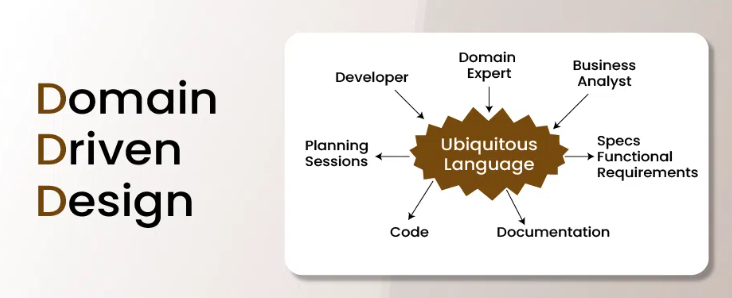 Domain
Driven
Design
Developer
Domain
Expert
Business
Analyst
Planning
Sessions
Ubiquitous
Language
Specs
Functional
Requirements
Code
Documentation